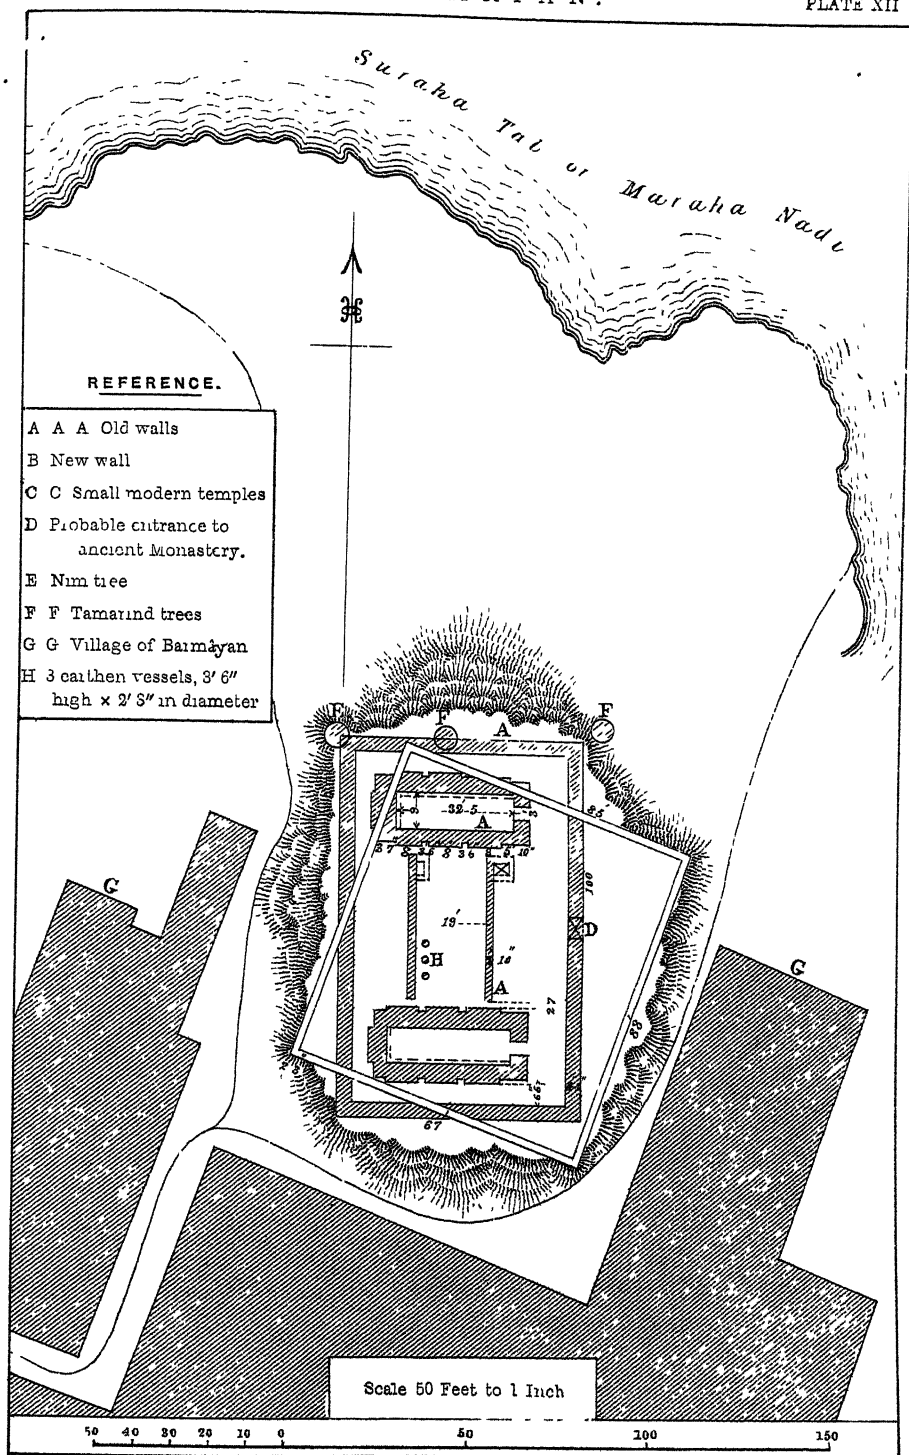 PLATE XII
Suraha Tal or Maraha Nadi
REFERENCE.
A A A Old walls
B New wall
C C Small modern temples
D Probable entrance to
ancient Monastery.
E Nim tree
F F Tamarind trees
G G Village of Barmâyan
H 3 earthen vessels, 3' 6"
high × 2' 3" in diameter
F
F
A
85
32·5
A
100
G
D
13'
H
10"
G
A
27
88
67
Scale 50 Feet to 1 Inch
50 40 30 20 10 0 50 100 150